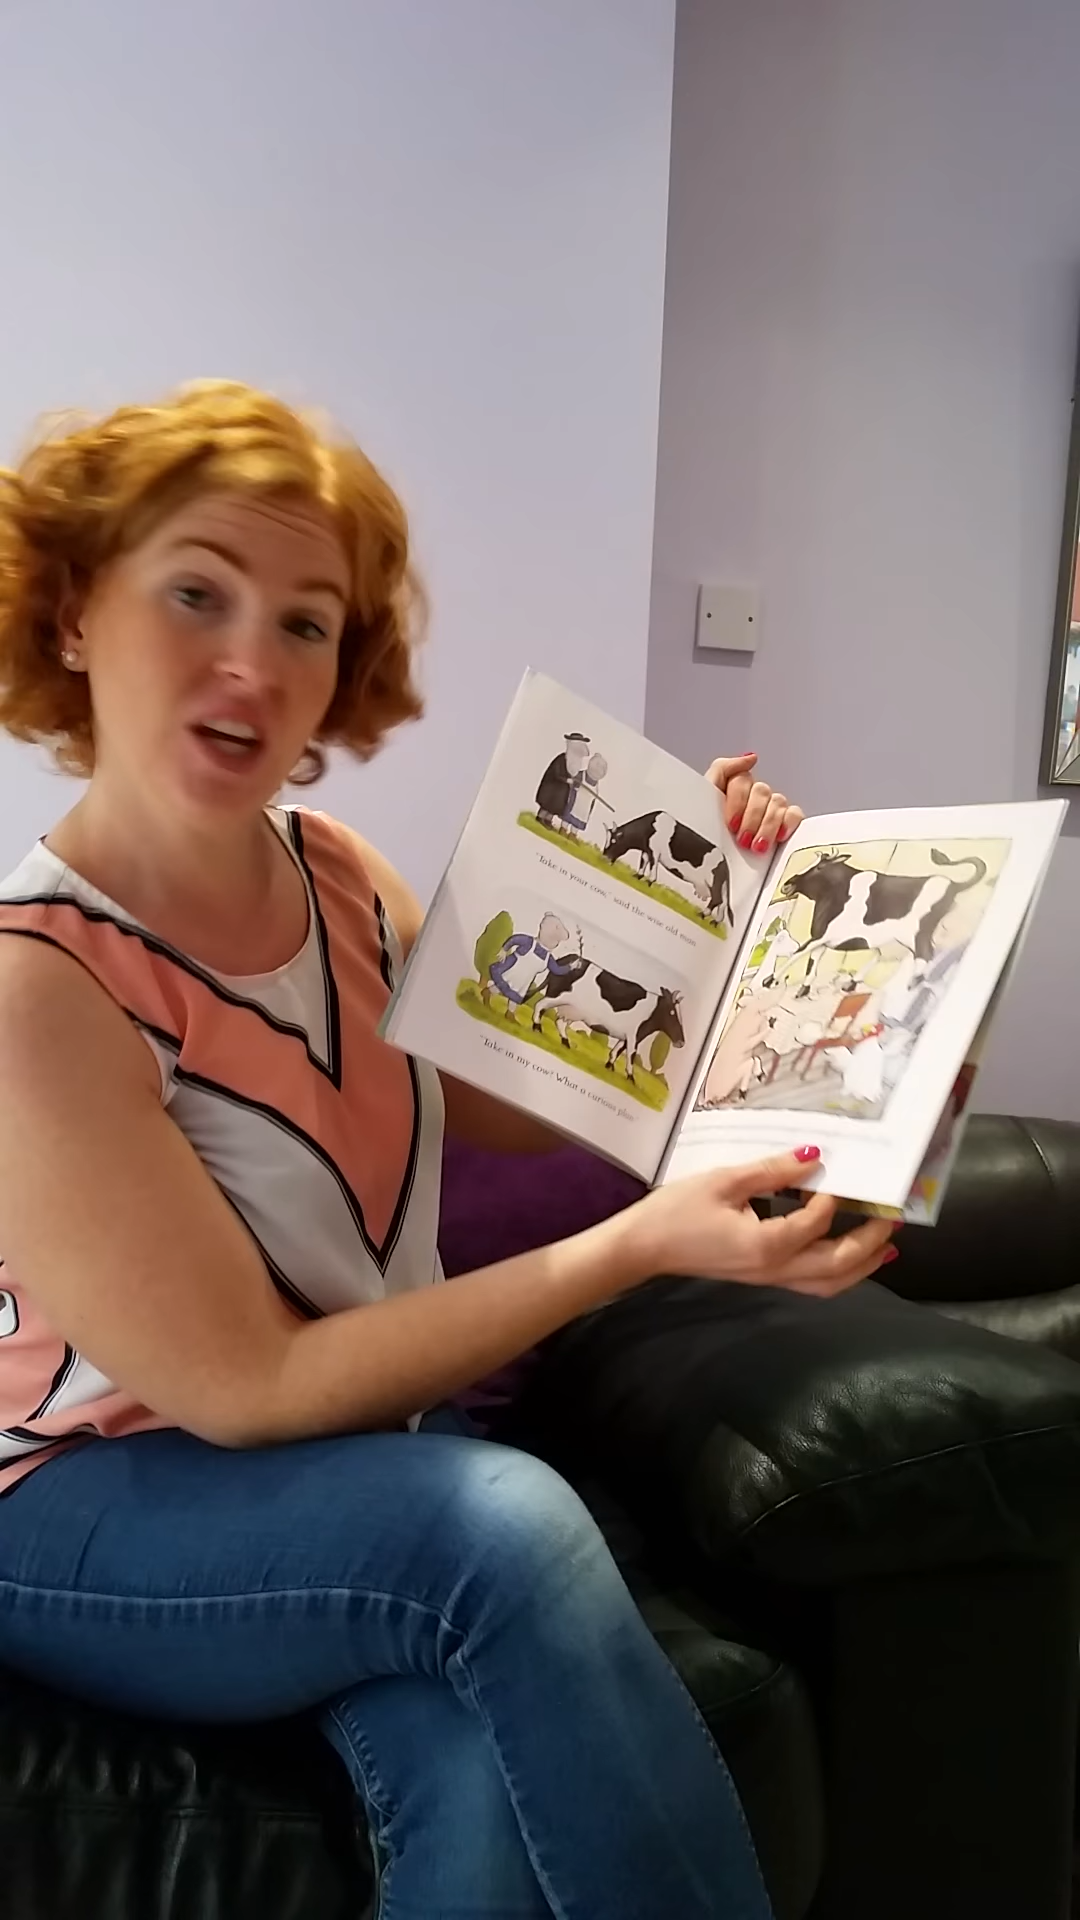 "Take in your cow," said the wise old man.
"Take in my cow? What a curious plan."